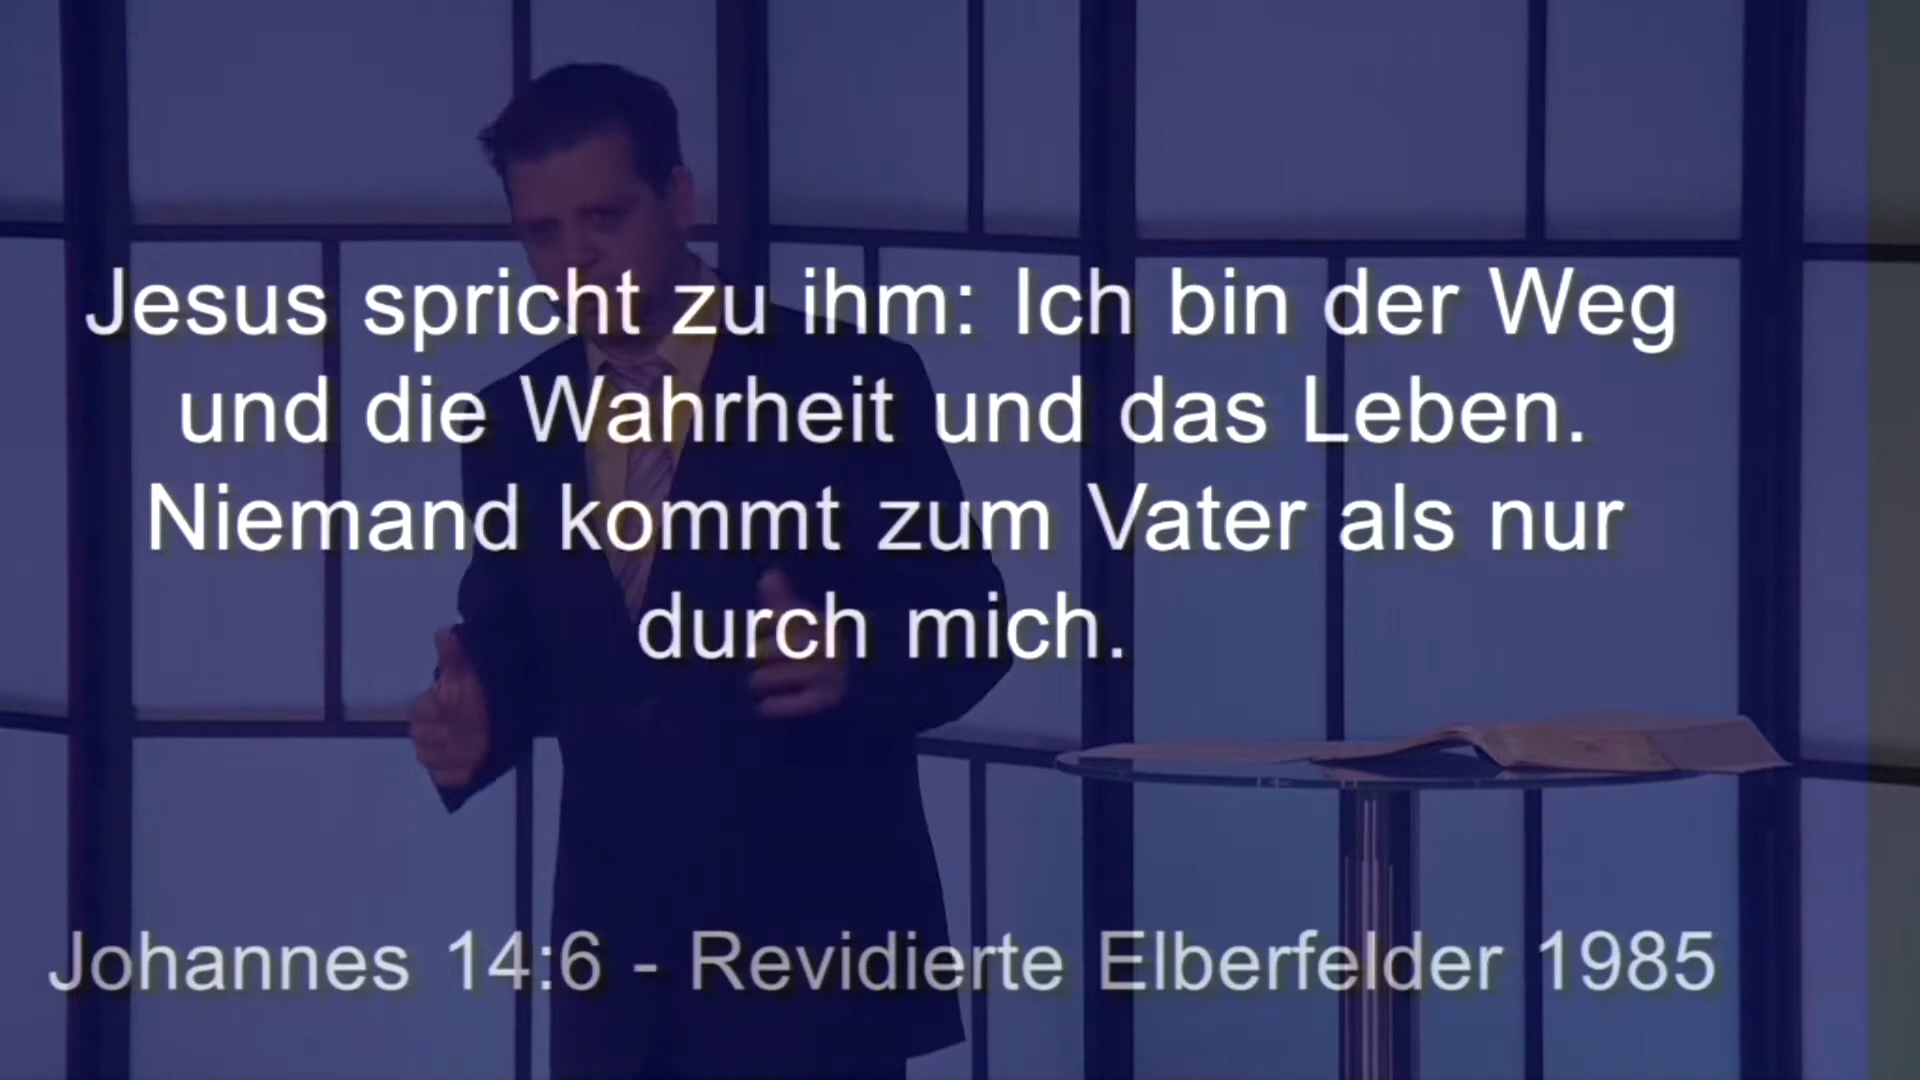 Jesus spricht zu ihm: Ich bin der Weg
und die Wahrheit und das Leben.
Niemand kommt zum Vater als nur
durch mich.
Johannes 14:6 - Revidierte Elberfelder 1985